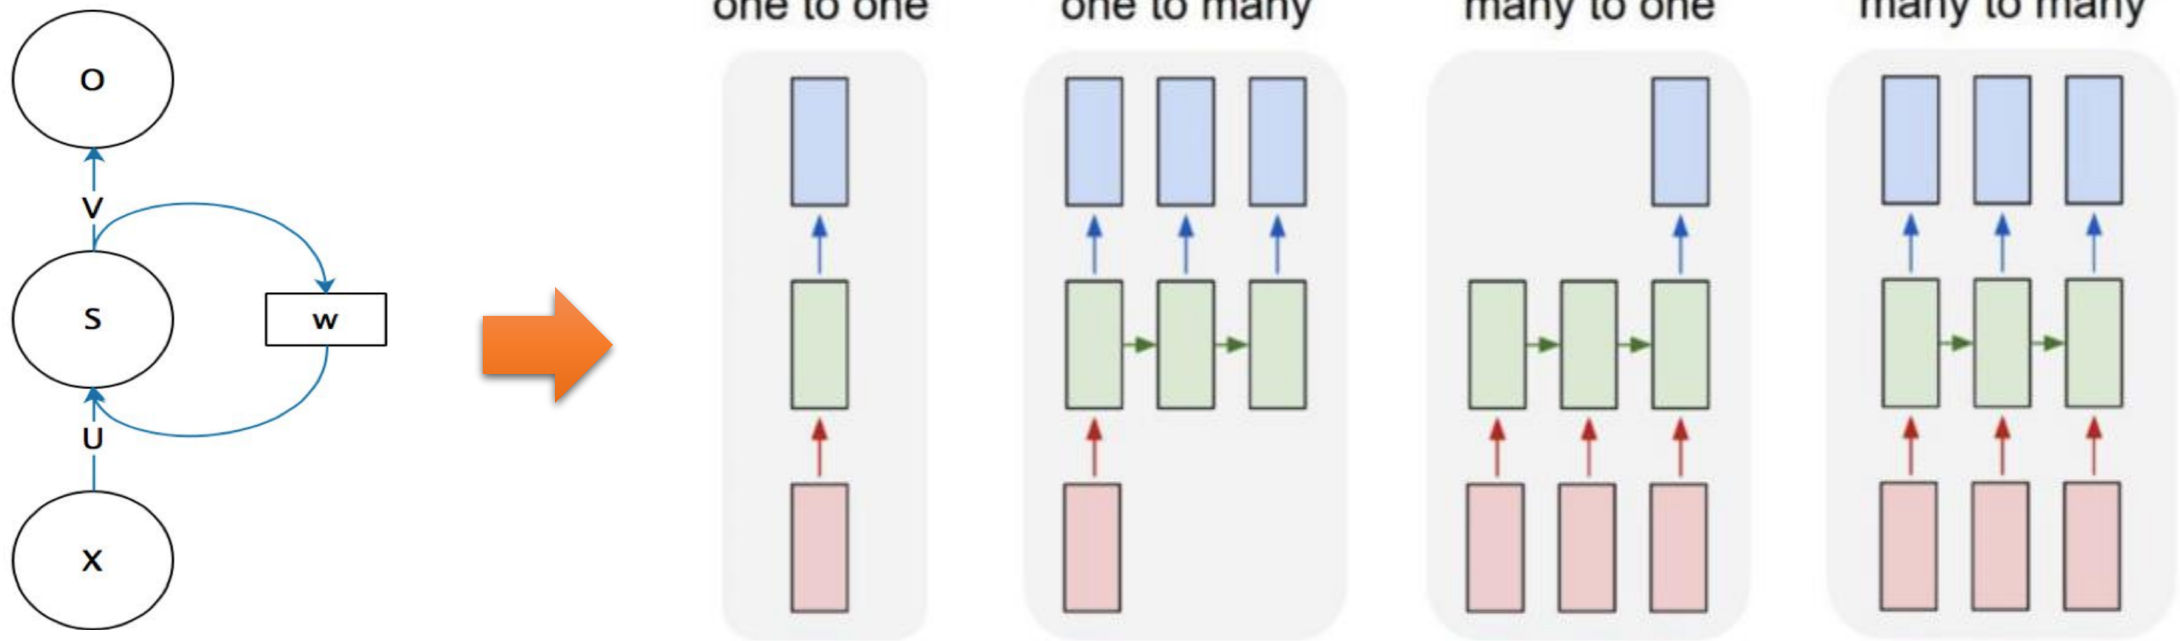 one to one
one to many
many to one
many to many
O
V
S
w
U
X